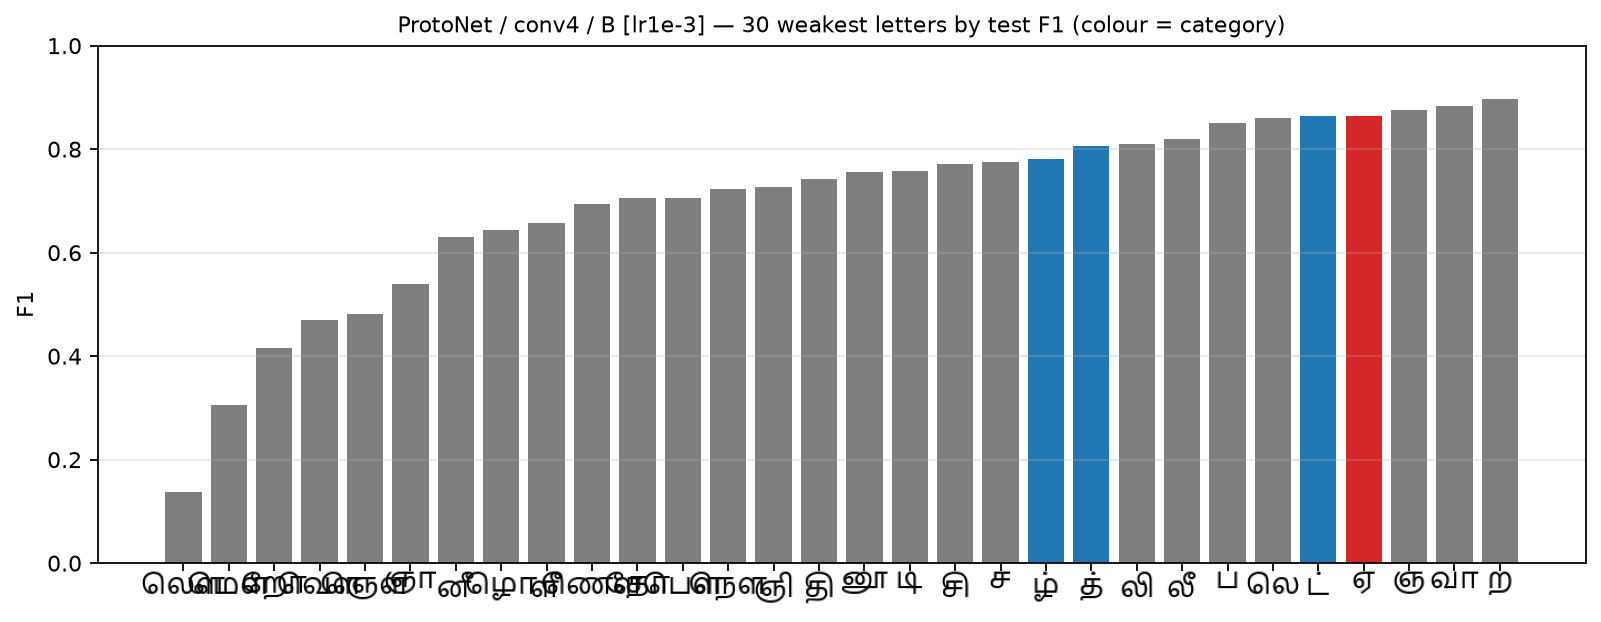 ProtoNet / conv4 / B [lr1e-3] — 30 weakest letters by test F1 (colour = category)
1.0
0.8
0.6
0.4
0.2
0.0
F1
னீ ஞி தி னூ டி சி ச ழ் த் லி லீ ப லெ ட் ஏ ஞ வா ற